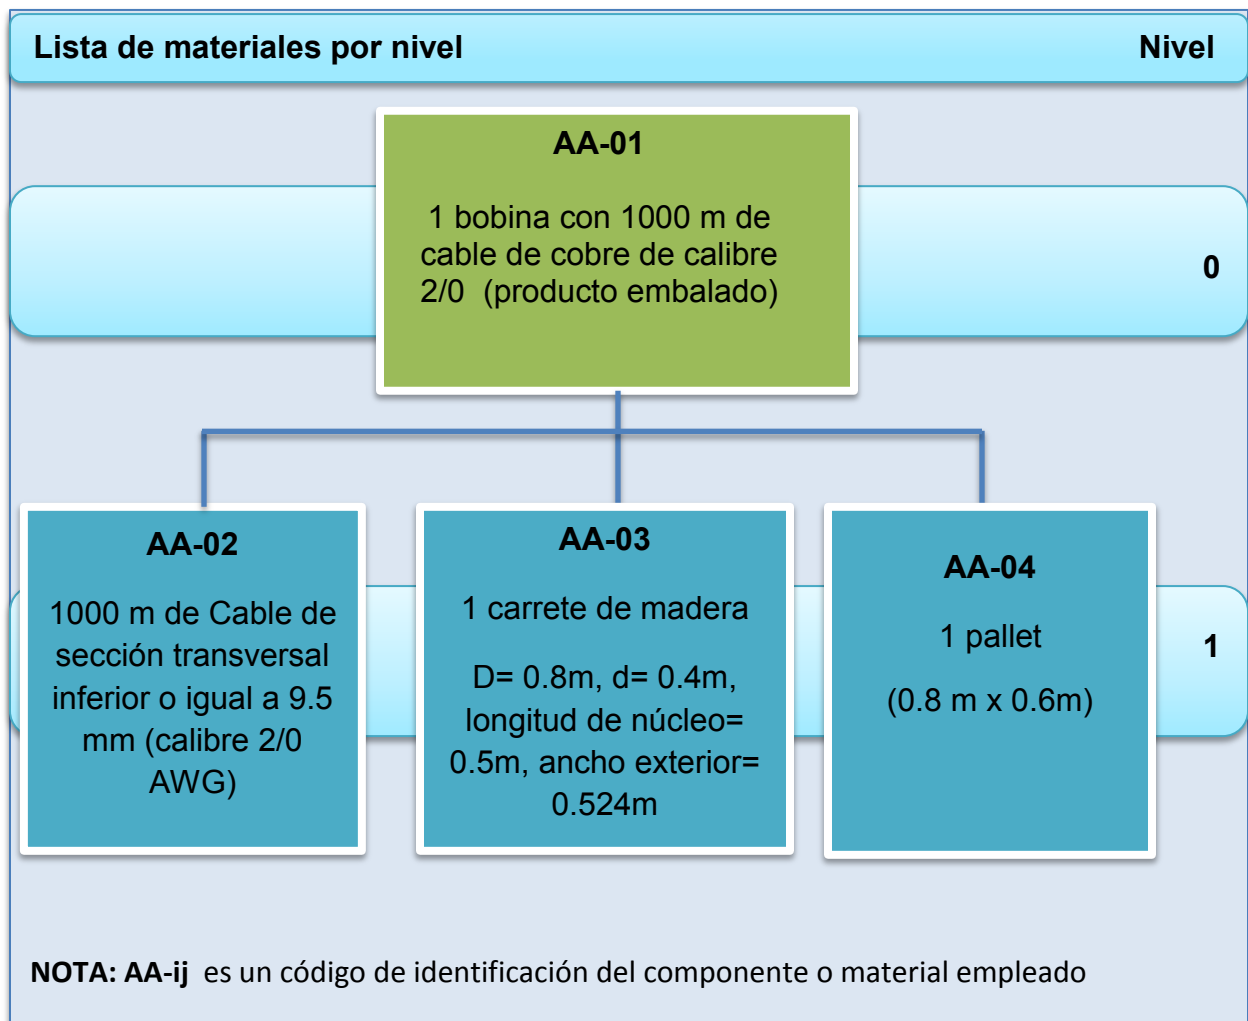 Lista de materiales por nivel Nivel
AA-01
1 bobina con 1000 m de
cable de cobre de calibre
2/0 (producto embalado)
0
AA-02
1000 m de Cable de
sección transversal
inferior o igual a 9.5
mm (calibre 2/0
AWG)
AA-03
1 carrete de madera
D= 0.8m, d= 0.4m,
longitud de núcleo=
0.5m, ancho exterior=
0.524m
AA-04
1 pallet
(0.8 m x 0.6m)
1
NOTA: AA-ij es un código de identificación del componente o material empleado